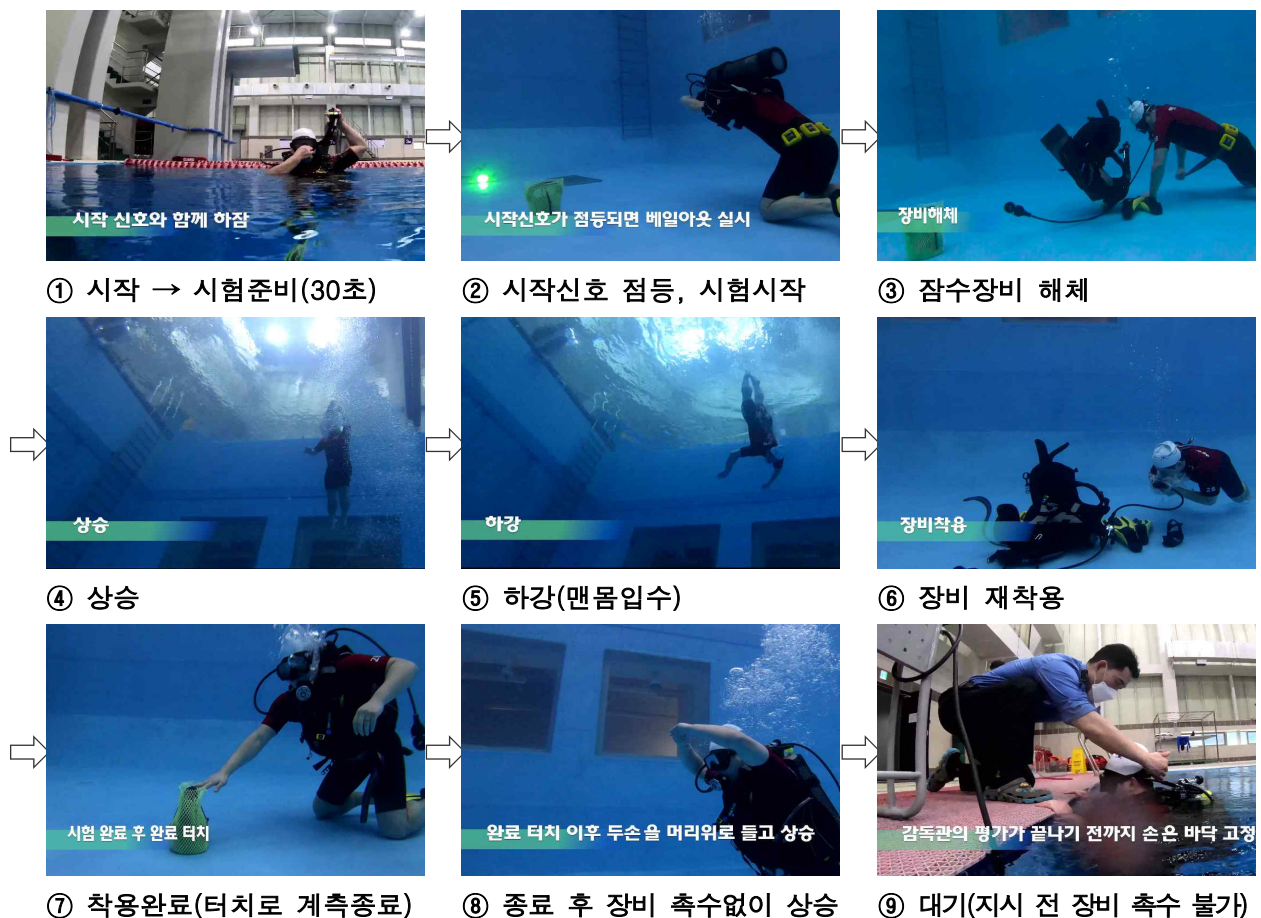 시작 신호와 함께 하잠
① 시작 → 시험준비(30초)
시작신호가 점등되면 베일아웃 실시
② 시작신호 점등, 시험시작
장비해체
③ 잠수장비 해체
상승
④ 상승
하강
⑤ 하강(맨몸입수)
장비착용
⑥ 장비 재착용
시험 완료 후 완료 터치
⑦ 착용완료(터치로 계측종료)
완료 터치 이후 두손을 머리위로 들고 상승
⑧ 종료 후 장비 촉수없이 상승
감독관의 평가가 끝나기 전까지 손은 바닥 고정
⑨ 대기(지시 전 장비 촉수 불가)